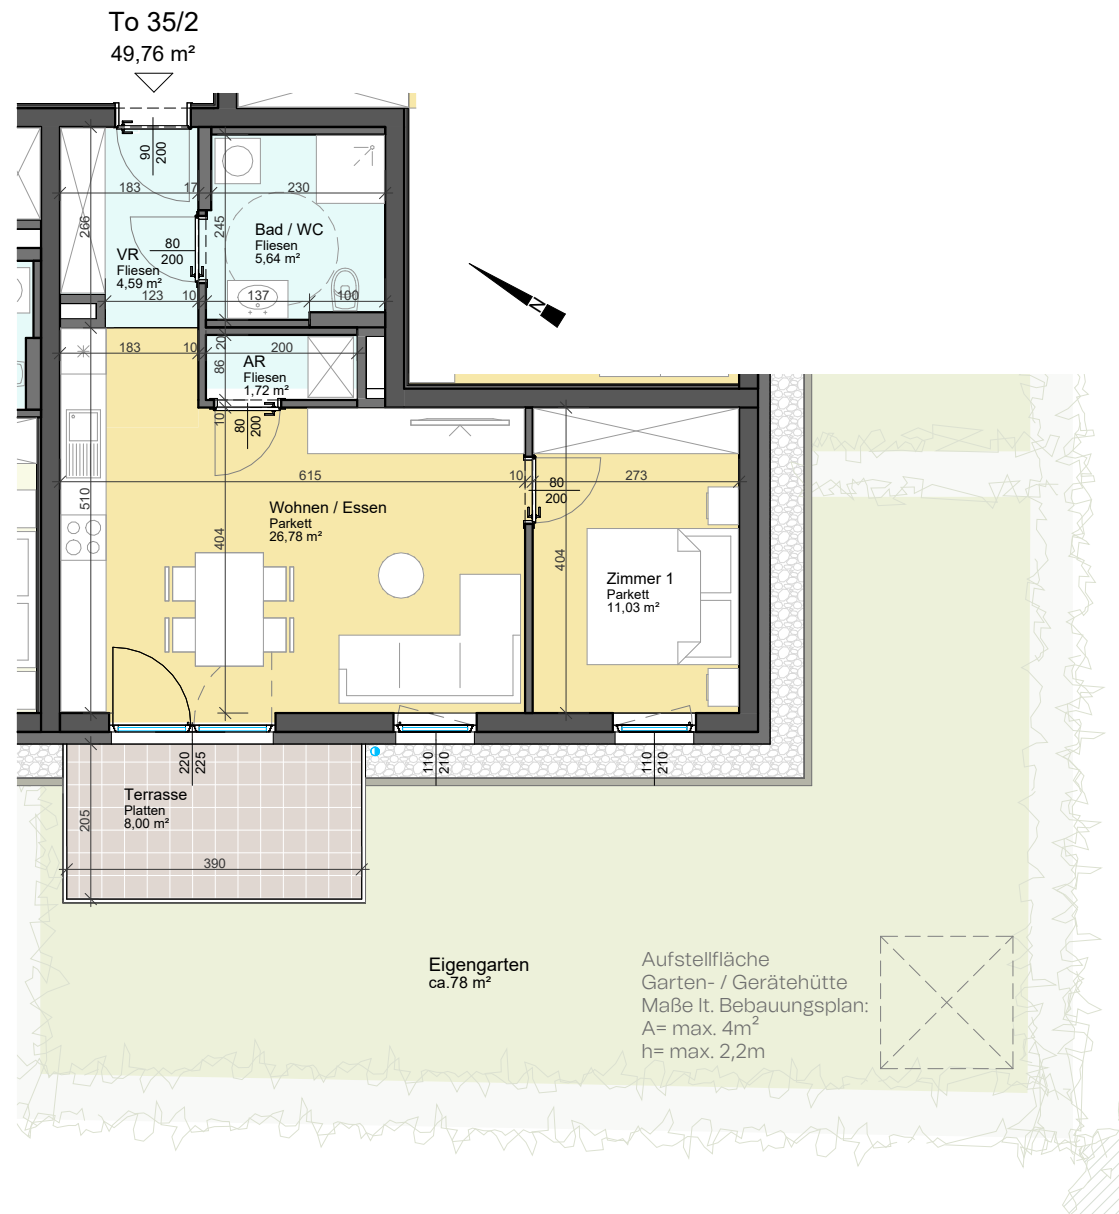 To 35/2
49,76 m²
90
200
183
17
230
266
245
Bad / WC
Fliesen
5,64 m²
VR
Fliesen
4,59 m²
80
200
123
10
137
100
N
183
10
20
200
86
AR
Fliesen
1,72 m²
10
80
200
615
10
273
80
200
510
Wohnen / Essen
Parkett
26,78 m²
404
404
Zimmer 1
Parkett
11,03 m²
220
225
110
210
110
210
Terrasse
Platten
8,00 m²
205
390
Eigengarten
ca.78 m²
Aufstellfläche
Garten- / Gerätehütte
Maße lt. Bebauungsplan:
A= max. 4m²
h= max. 2,2m